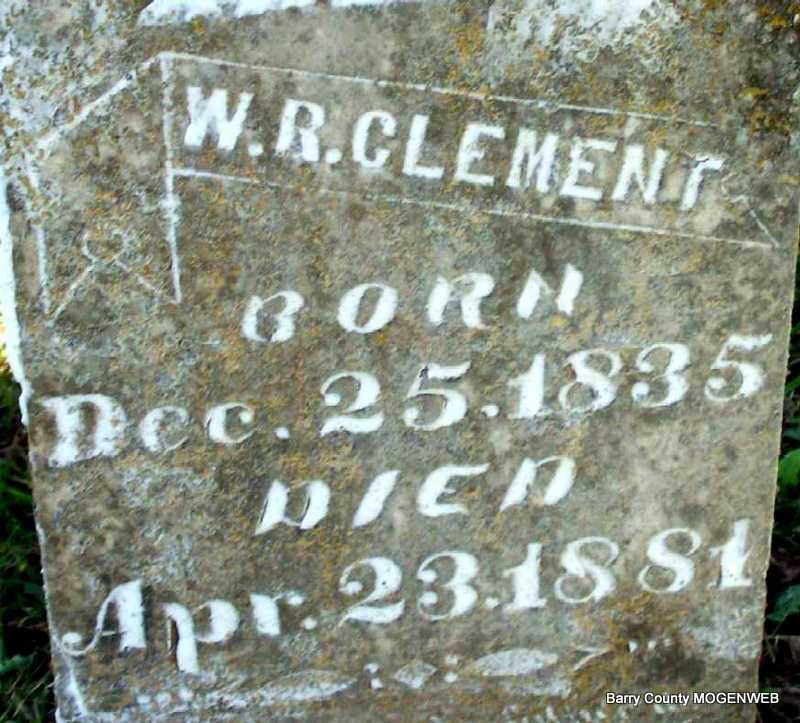 W.R.CLEMENT
BORN
Dec. 25.1835
DIED
Apr. 23.1881
Barry County MOGENWEB